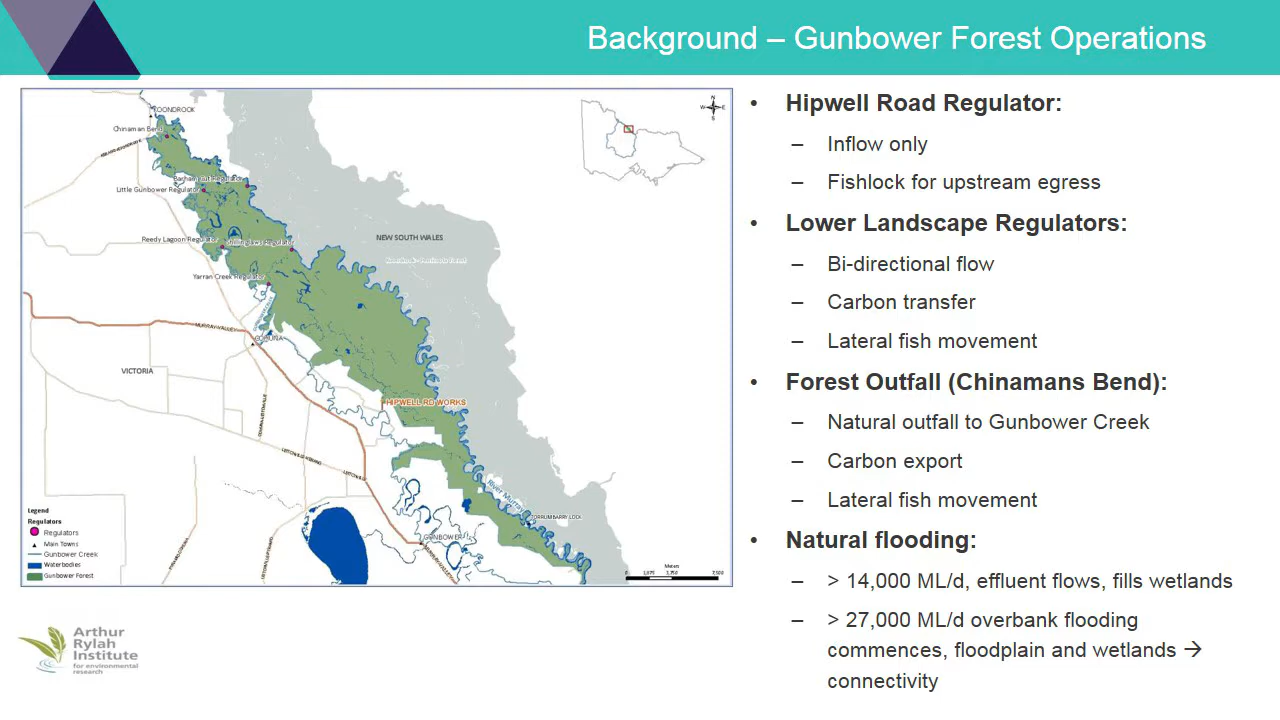 Background – Gunbower Forest Operations
KOONDROOK
Chinaman Bend
Little Gunbower Regulator
Reedy Lagoon Regulator
Yarran Creek Regulator
NEW SOUTH WALES
MURRAY VALLEY
COHUNA
VICTORIA
HIPWELL RD WORKS
River Murray
TORRUMBARRY LOCK
GUNBOWER
N
W E
S
Legend
Regulators
Regulators
Main Towns
Gunbower Creek
Waterbodies
Gunbower Forest
Meters
• Hipwell Road Regulator:
– Inflow only
– Fishlock for upstream egress
• Lower Landscape Regulators:
– Bi-directional flow
– Carbon transfer
– Lateral fish movement
• Forest Outfall (Chinamans Bend):
– Natural outfall to Gunbower Creek
– Carbon export
– Lateral fish movement
• Natural flooding:
– > 14,000 ML/d, effluent flows, fills wetlands
– > 27,000 ML/d overbank flooding
commences, floodplain and wetlands →
connectivity
Arthur
Rylah
Institute
for environmental
research